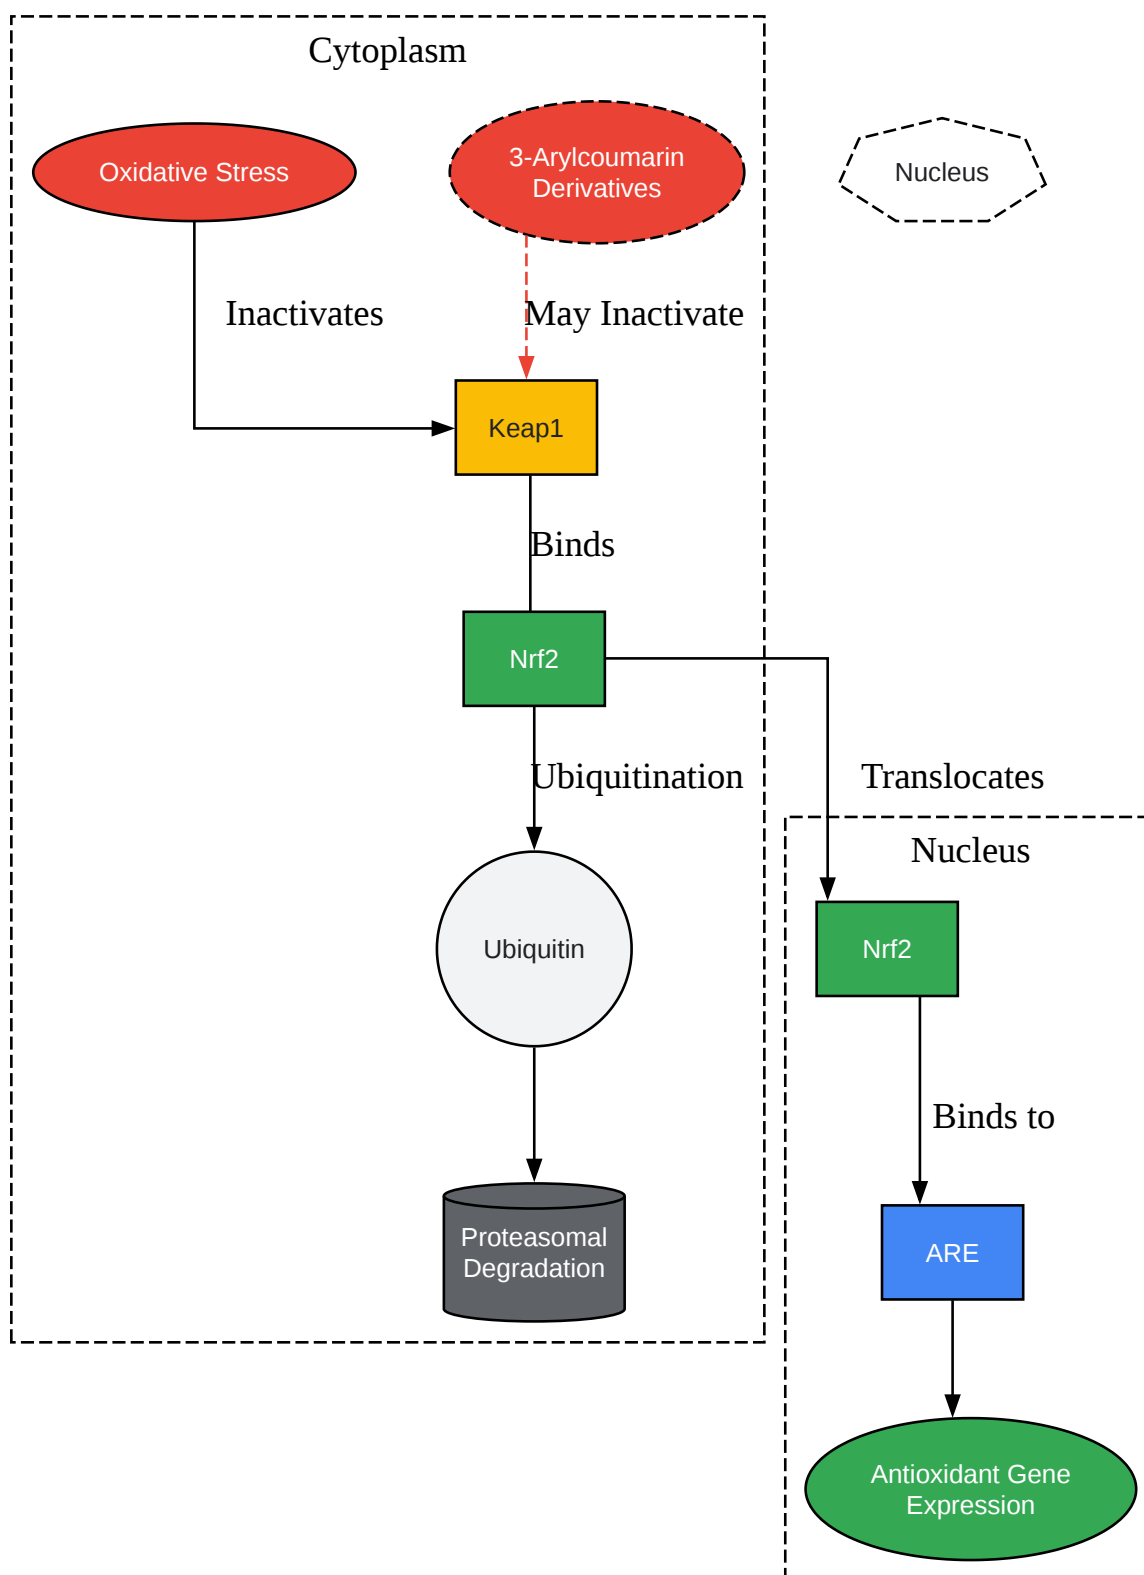 Cytoplasm
Oxidative Stress
3-Arylcoumarin
Derivatives
Nucleus
Inactivates
May Inactivate
Keap1
Binds
Nrf2
Ubiquitination
Translocates
Nucleus
Ubiquitin
Nrf2
Binds to
Proteasomal
Degradation
ARE
Antioxidant Gene
Expression